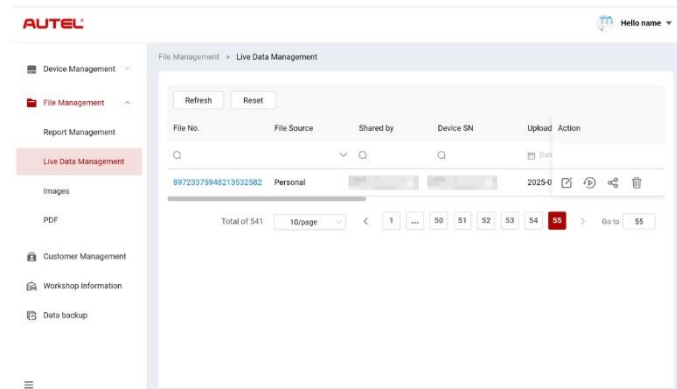 AUTEL
Hello name
Device Management
File Management
Report Management
Live Data Management
Images
PDF
Customer Management
Workshop Information
Data backup
File Management > Live Data Management
Refresh Reset
File No. File Source Shared by Device SN Upload Action
Date
89723375948213532582 Personal 2025-0
Total of 541 10/page < 1 ... 50 51 52 53 54 55 > Go to 55